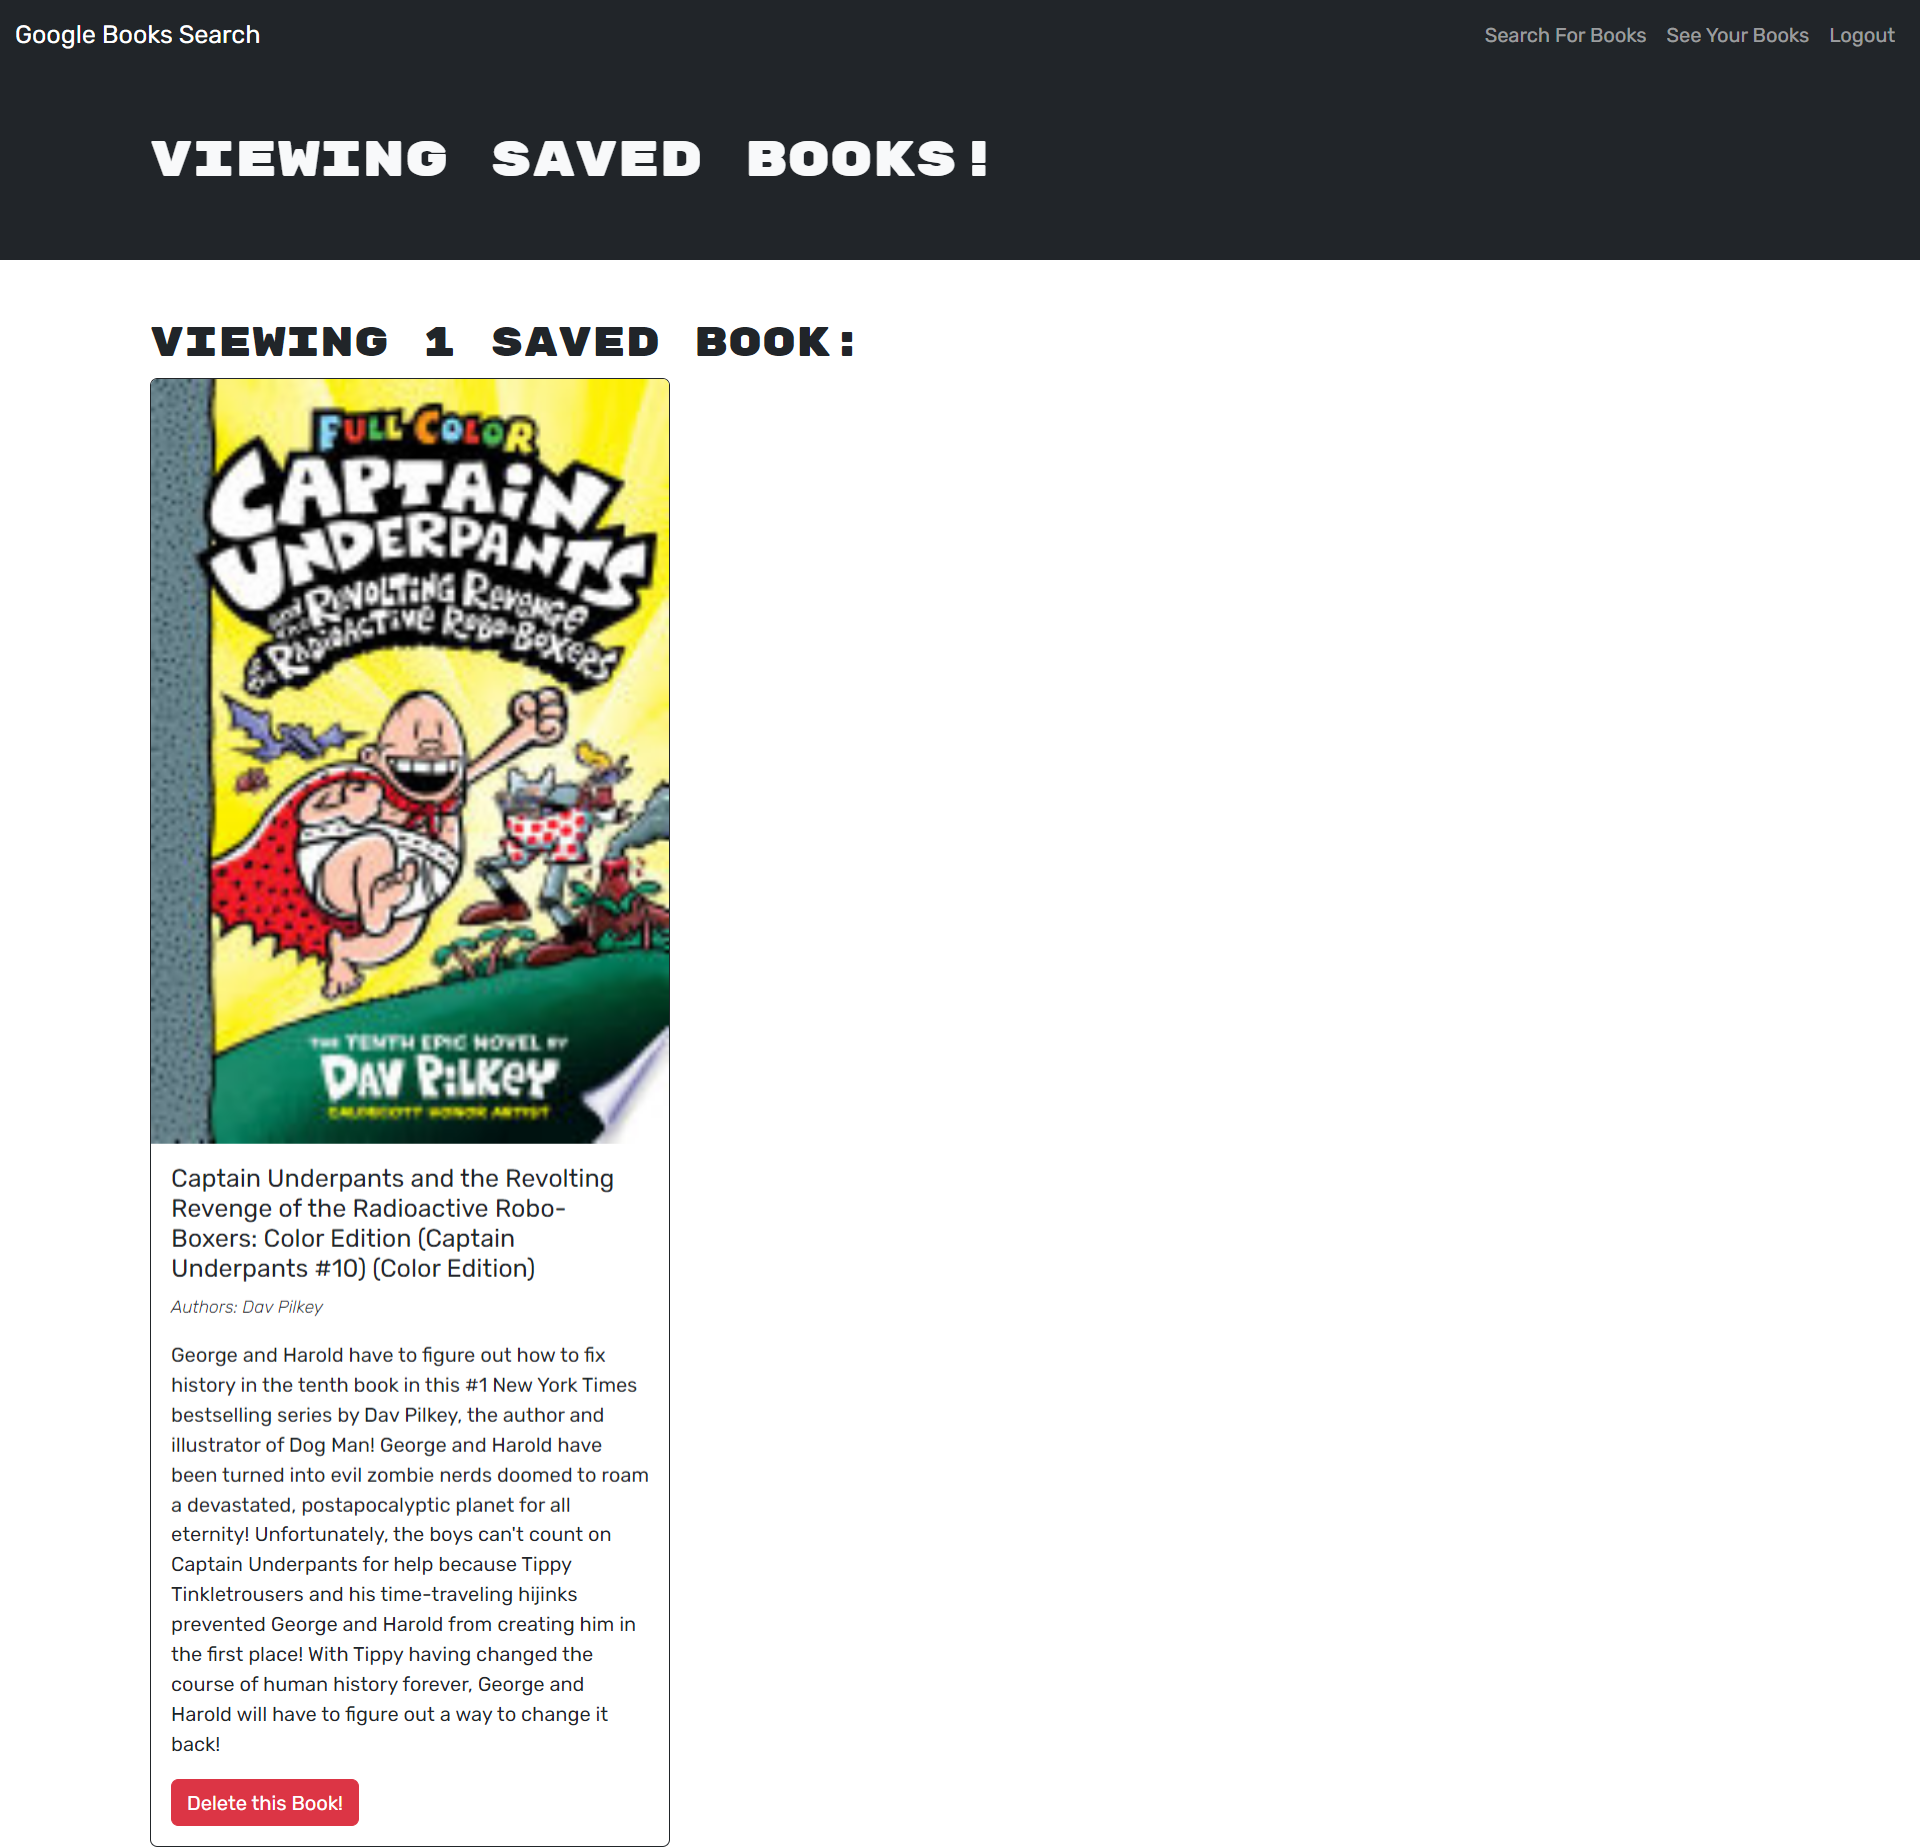 Google Books Search
Search For Books
See Your Books
Logout
VIEWING SAVED BOOKS!
VIEWING 1 SAVED BOOK:
FULL COLOR
CAPTAIN
UNDERPANTS
and the REVOLTING REVENGE
of the RADIOACTIVE ROBO-BOXERS
THE TENTH EPIC NOVEL BY
DAV PILKEY
CALDECOTT HONOR ARTIST
Captain Underpants and the Revolting
Revenge of the Radioactive Robo-
Boxers: Color Edition (Captain
Underpants #10) (Color Edition)
Authors: Dav Pilkey
George and Harold have to figure out how to fix
history in the tenth book in this #1 New York Times
bestselling series by Dav Pilkey, the author and
illustrator of Dog Man! George and Harold have
been turned into evil zombie nerds doomed to roam
a devastated, postapocalyptic planet for all
eternity! Unfortunately, the boys can't count on
Captain Underpants for help because Tippy
Tinkletrousers and his time-traveling hijinks
prevented George and Harold from creating him in
the first place! With Tippy having changed the
course of human history forever, George and
Harold will have to figure out a way to change it
back!
Delete this Book!